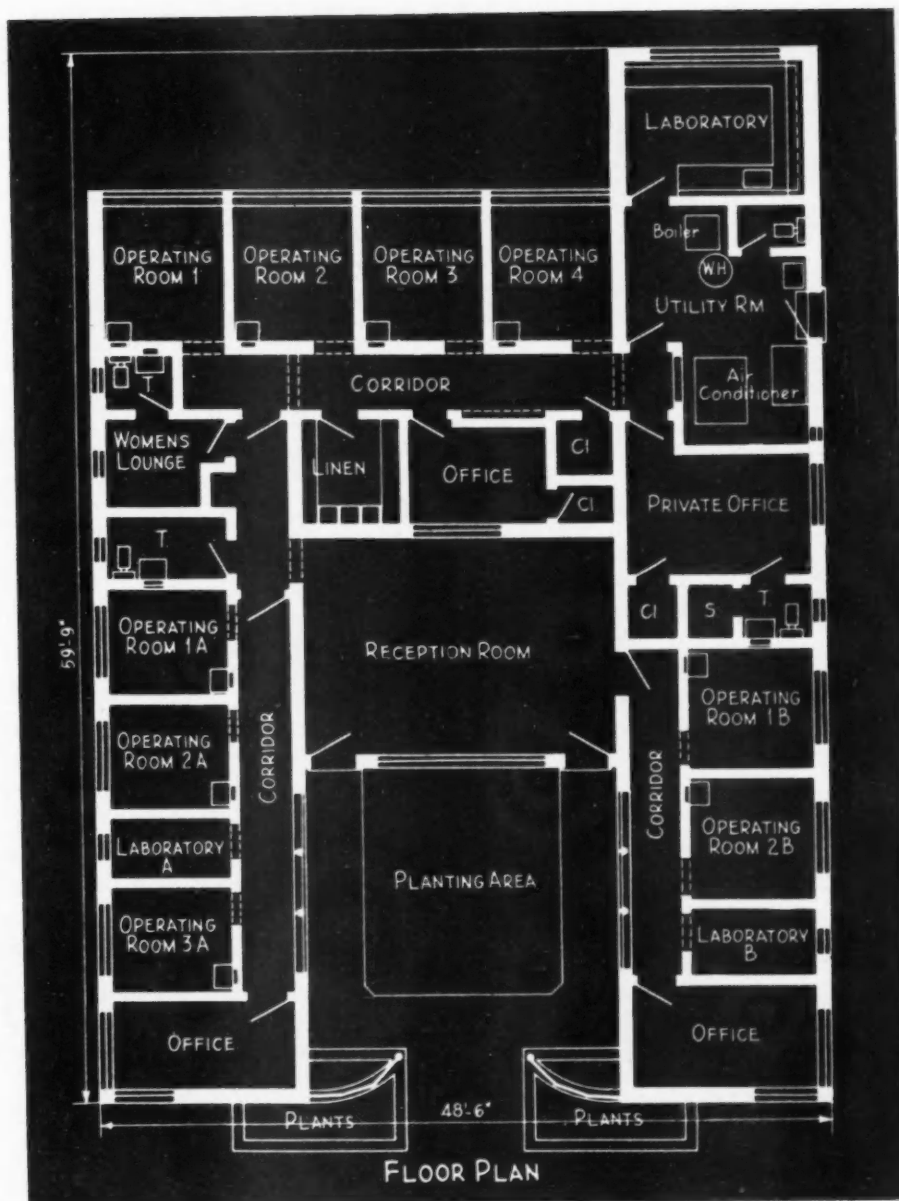 LABORATORY
OPERATING
ROOM 1
OPERATING
ROOM 2
OPERATING
ROOM 3
OPERATING
ROOM 4
Boiler
WH
UTILITY RM
T
CORRIDOR
Air
Conditioner
WOMENS
LOUNGE
LINEN
OFFICE
Cl
Cl
PRIVATE OFFICE
T
Cl
S
T
OPERATING
ROOM 1A
RECEPTION ROOM
59'-9"
OPERATING
ROOM 1B
OPERATING
ROOM 2A
CORRIDOR
CORRIDOR
OPERATING
ROOM 2B
LABORATORY
A
PLANTING AREA
OPERATING
ROOM 3A
LABORATORY
B
OFFICE
OFFICE
PLANTS
48'-6"
PLANTS
FLOOR PLAN